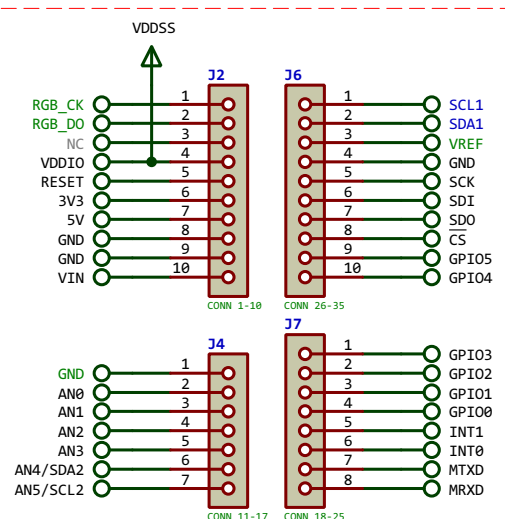 VDDSS
J2
RGB_CK 1
RGB_DO 2
NC 3
VDDIO 4
RESET 5
3V3 6
5V 7
GND 8
GND 9
VIN 10
CONN 1-10
J6
1 SCL1
2 SDA1
3 VREF
4 GND
5 SCK
6 SDI
7 SDO
8 CS
9 GPIO5
10 GPIO4
CONN 26-35
J4
GND 1
AN0 2
AN1 3
AN2 4
AN3 5
AN4/SDA2 6
AN5/SCL2 7
CONN 11-17
J7
1 GPIO3
2 GPIO2
3 GPIO1
4 GPIO0
5 INT1
6 INT0
7 MTXD
8 MRXD
CONN 18-25